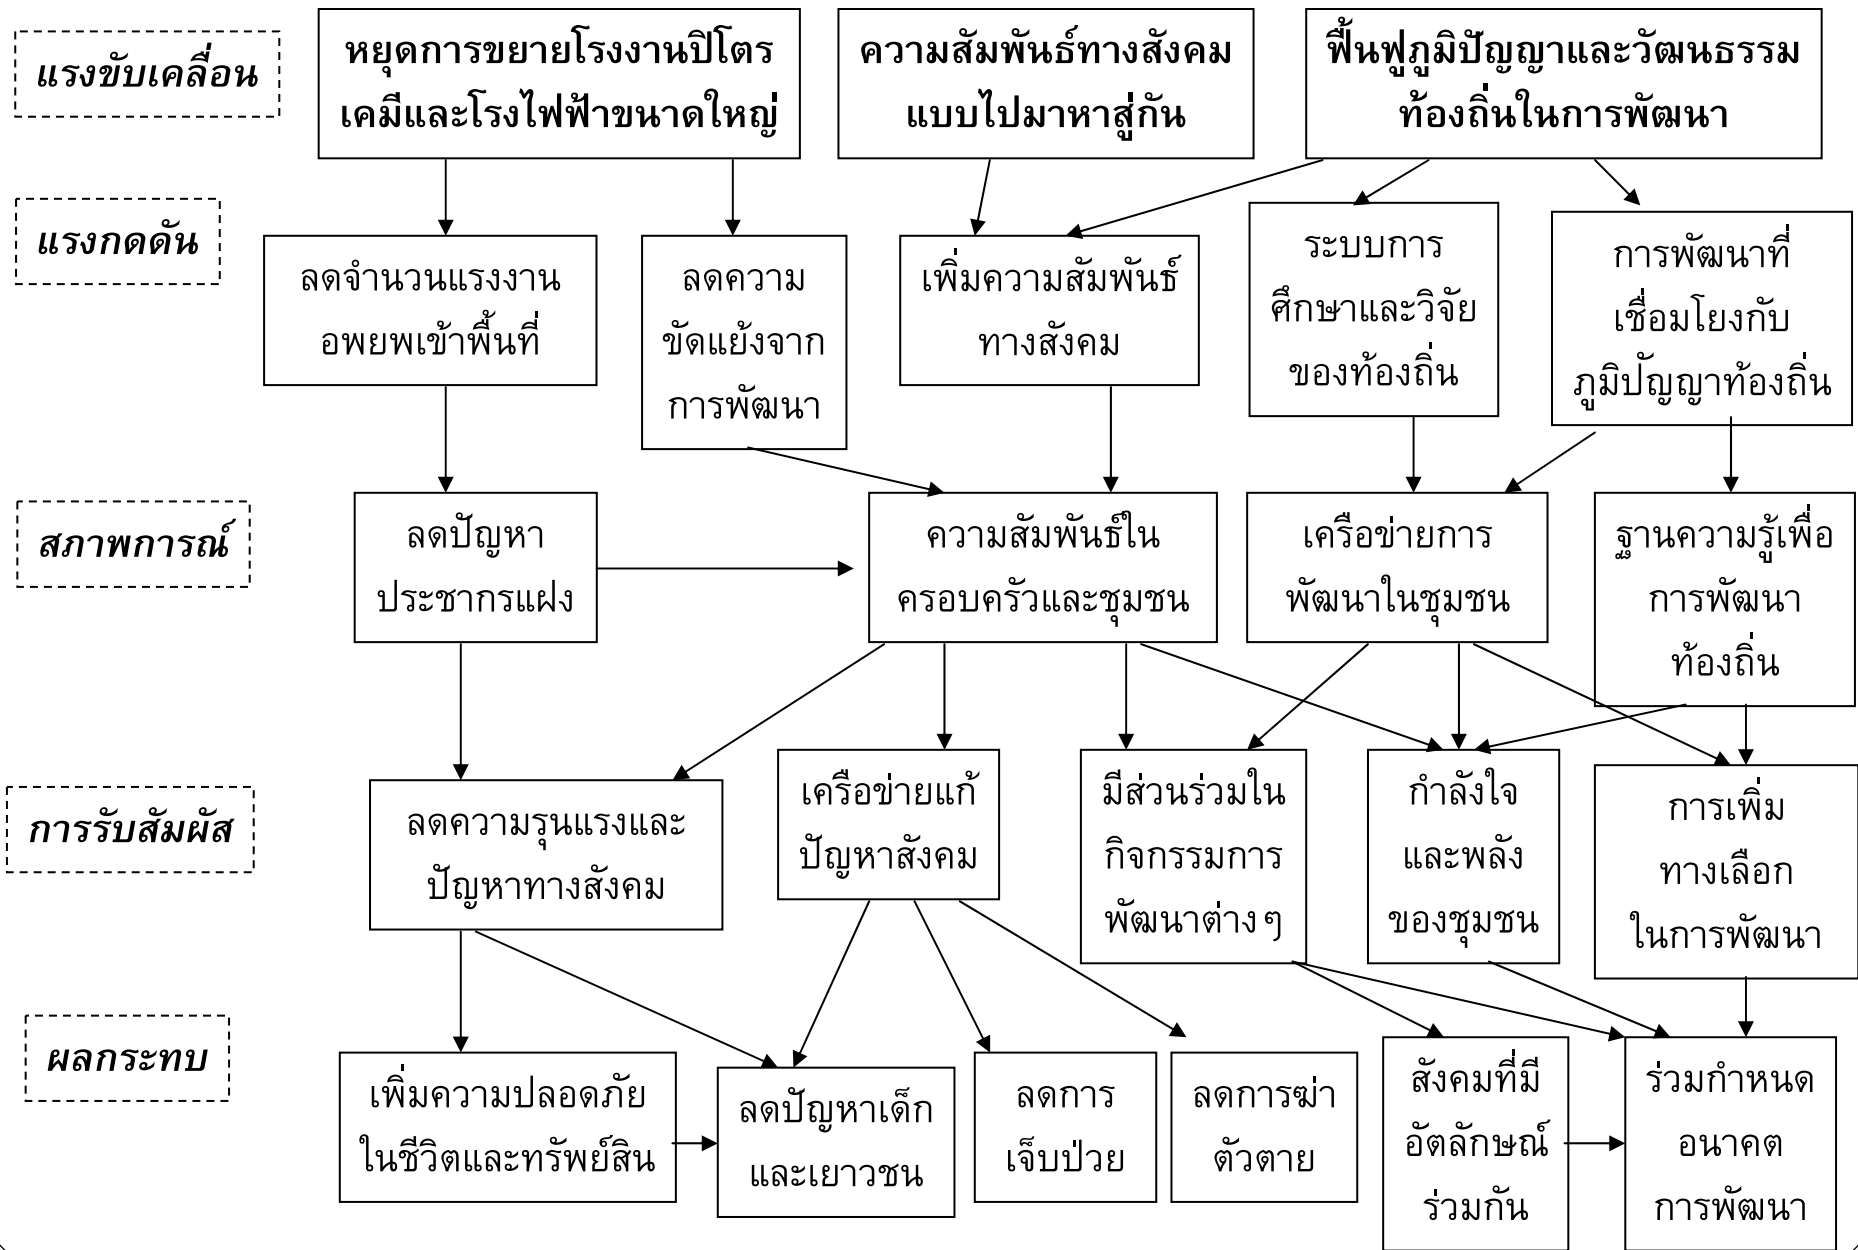 แรงขับเคลื่อน
หยุดการขยายโรงงานปิโตร
เคมีและโรงไฟฟ้าขนาดใหญ่
ความสัมพันธ์ทางสังคม
แบบไปมาหาสู่กัน
ฟื้นฟูภูมิปัญญาและวัฒนธรรม
ท้องถิ่นในการพัฒนา
แรงกดดัน
ลดจำนวนแรงงาน
อพยพเข้าพื้นที่
ลดความ
ขัดแย้งจาก
การพัฒนา
เพิ่มความสัมพันธ์
ทางสังคม
ระบบการ
ศึกษาและวิจัย
ของท้องถิ่น
การพัฒนาที่
เชื่อมโยงกับ
ภูมิปัญญาท้องถิ่น
สภาพการณ์
ลดปัญหา
ประชากรแฝง
ความสัมพันธ์ใน
ครอบครัวและชุมชน
เครือข่ายการ
พัฒนาในชุมชน
ฐานความรู้เพื่อ
การพัฒนา
ท้องถิ่น
การรับสัมผัส
ลดความรุนแรงและ
ปัญหาทางสังคม
เครือข่ายแก้
ปัญหาสังคม
มีส่วนร่วมใน
กิจกรรมการ
พัฒนาต่างๆ
กำลังใจ
และพลัง
ของชุมชน
การเพิ่ม
ทางเลือก
ในการพัฒนา
ผลกระทบ
เพิ่มความปลอดภัย
ในชีวิตและทรัพย์สิน
ลดปัญหาเด็ก
และเยาวชน
ลดการ
เจ็บป่วย
ลดการฆ่า
ตัวตาย
สังคมที่มี
อัตลักษณ์
ร่วมกัน
ร่วมกำหนด
อนาคต
การพัฒนา